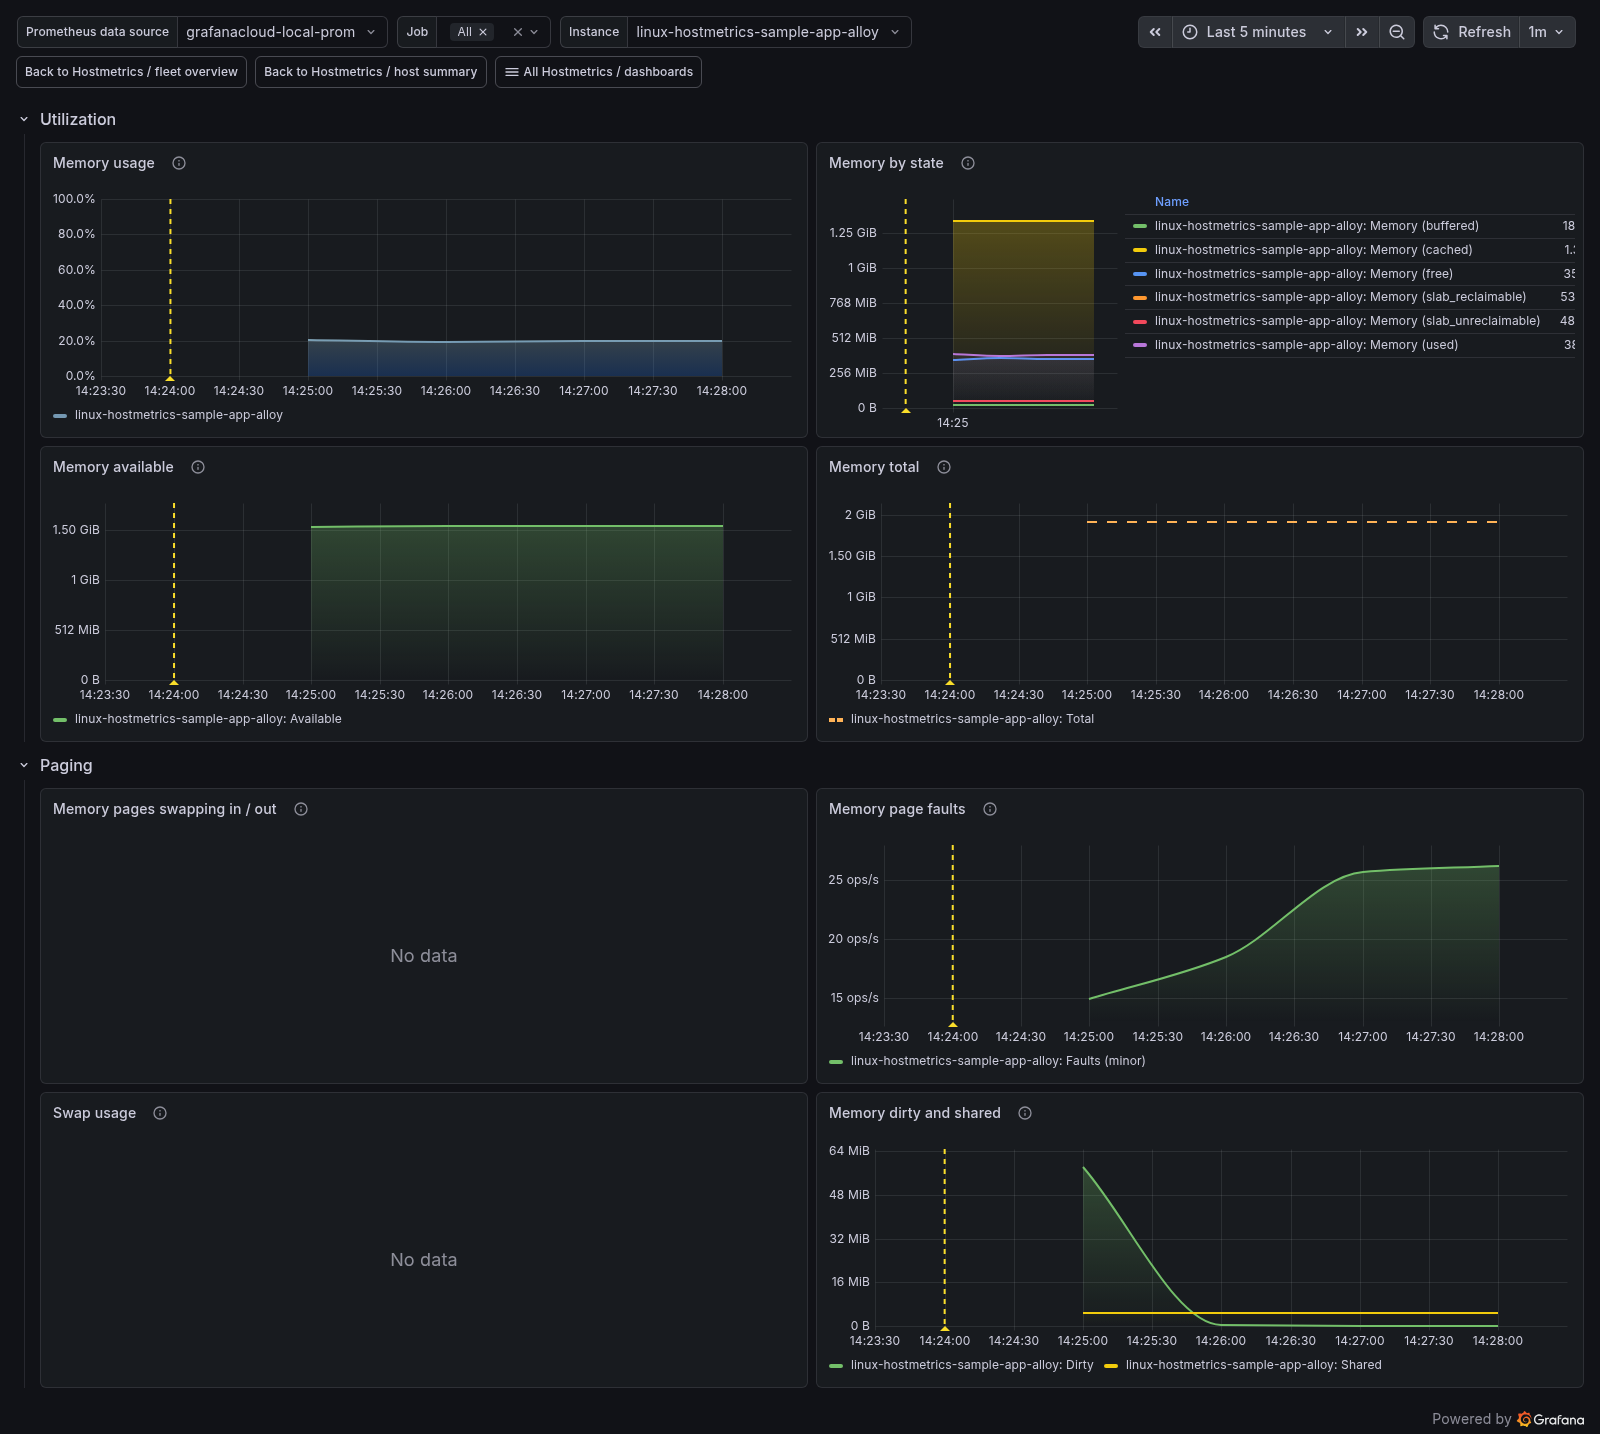 Prometheus data source grafanacloud-local-prom Job All Instance linux-hostmetrics-sample-app-alloy Last 5 minutes Refresh 1m
Back to Hostmetrics / fleet overview Back to Hostmetrics / host summary All Hostmetrics / dashboards
Utilization
Memory usage
100.0%
80.0%
60.0%
40.0%
20.0%
0.0%
14:23:30 14:24:00 14:24:30 14:25:00 14:25:30 14:26:00 14:26:30 14:27:00 14:27:30 14:28:00
linux-hostmetrics-sample-app-alloy
Memory by state
1.25 GiB
1 GiB
768 MiB
512 MiB
256 MiB
0 B
14:25
Name
linux-hostmetrics-sample-app-alloy: Memory (buffered) 18
linux-hostmetrics-sample-app-alloy: Memory (cached) 1.
linux-hostmetrics-sample-app-alloy: Memory (free) 35
linux-hostmetrics-sample-app-alloy: Memory (slab_reclaimable) 53
linux-hostmetrics-sample-app-alloy: Memory (slab_unreclaimable) 48
linux-hostmetrics-sample-app-alloy: Memory (used) 38
Memory available
1.50 GiB
1 GiB
512 MiB
0 B
14:23:30 14:24:00 14:24:30 14:25:00 14:25:30 14:26:00 14:26:30 14:27:00 14:27:30 14:28:00
linux-hostmetrics-sample-app-alloy: Available
Memory total
2 GiB
1.50 GiB
1 GiB
512 MiB
0 B
14:23:30 14:24:00 14:24:30 14:25:00 14:25:30 14:26:00 14:26:30 14:27:00 14:27:30 14:28:00
linux-hostmetrics-sample-app-alloy: Total
Paging
Memory pages swapping in / out
No data
Memory page faults
25 ops/s
20 ops/s
15 ops/s
14:23:30 14:24:00 14:24:30 14:25:00 14:25:30 14:26:00 14:26:30 14:27:00 14:27:30 14:28:00
linux-hostmetrics-sample-app-alloy: Faults (minor)
Swap usage
No data
Memory dirty and shared
64 MiB
48 MiB
32 MiB
16 MiB
0 B
14:23:30 14:24:00 14:24:30 14:25:00 14:25:30 14:26:00 14:26:30 14:27:00 14:27:30 14:28:00
linux-hostmetrics-sample-app-alloy: Dirty linux-hostmetrics-sample-app-alloy: Shared
Powered by Grafana